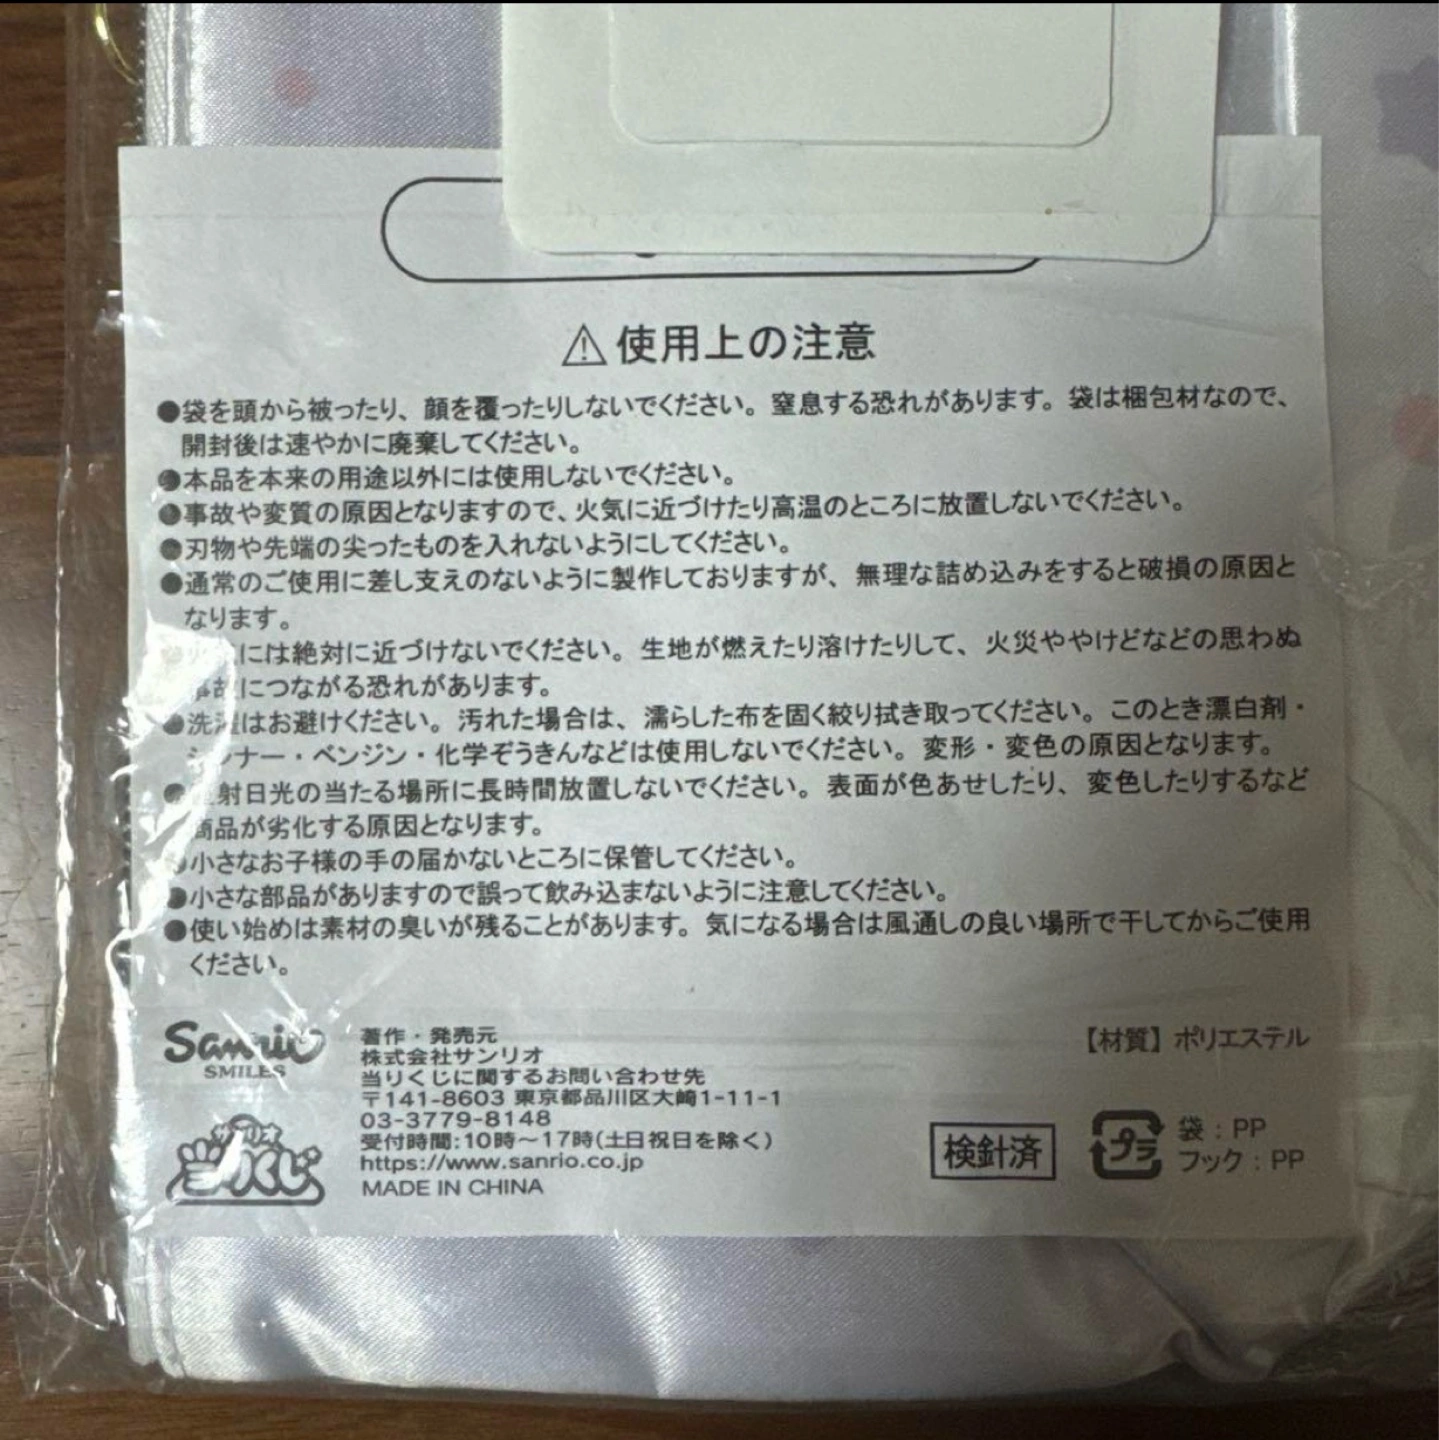 ⚠使用上の注意
●袋を頭から被ったり、顔を覆ったりしないでください。窒息する恐れがあります。袋は梱包材なので、
開封後は速やかに廃棄してください。
●本品を本来の用途以外には使用しないでください。
●事故や変質の原因となりますので、火気に近づけたり高温のところに放置しないでください。
●刃物や先端の尖ったものを入れないようにしてください。
●通常のご使用に差し支えのないように製作しておりますが、無理な詰め込みをすると破損の原因と
なります。
には絶対に近づけないでください。生地が燃えたり溶けたりして、火災ややけどなどの思わぬ
事故につながる恐れがあります。
●洗濯はお避けください。汚れた場合は、濡らした布を固く絞り拭き取ってください。このとき漂白剤・
シンナー・ベンジン・化学ぞうきんなどは使用しないでください。変形・変色の原因となります。
●直射日光の当たる場所に長時間放置しないでください。表面が色あせしたり、変色したりするなど
商品が劣化する原因となります。
●小さなお子様の手の届かないところに保管してください。
●小さな部品がありますので誤って飲み込まないように注意してください。
●使い始めは素材の臭いが残ることがあります。気になる場合は風通しの良い場所で干してからご使用
ください。
Sanrio
SMILES
サンリオ
当りくじ
著作・発売元
株式会社サンリオ
当りくじに関するお問い合わせ先
〒141-8603 東京都品川区大崎1-11-1
03-3779-8148
受付時間:10時～17時(土日祝日を除く)
https://www.sanrio.co.jp
MADE IN CHINA
【材質】ポリエステル
検針済
プラ
袋:PP
フック:PP